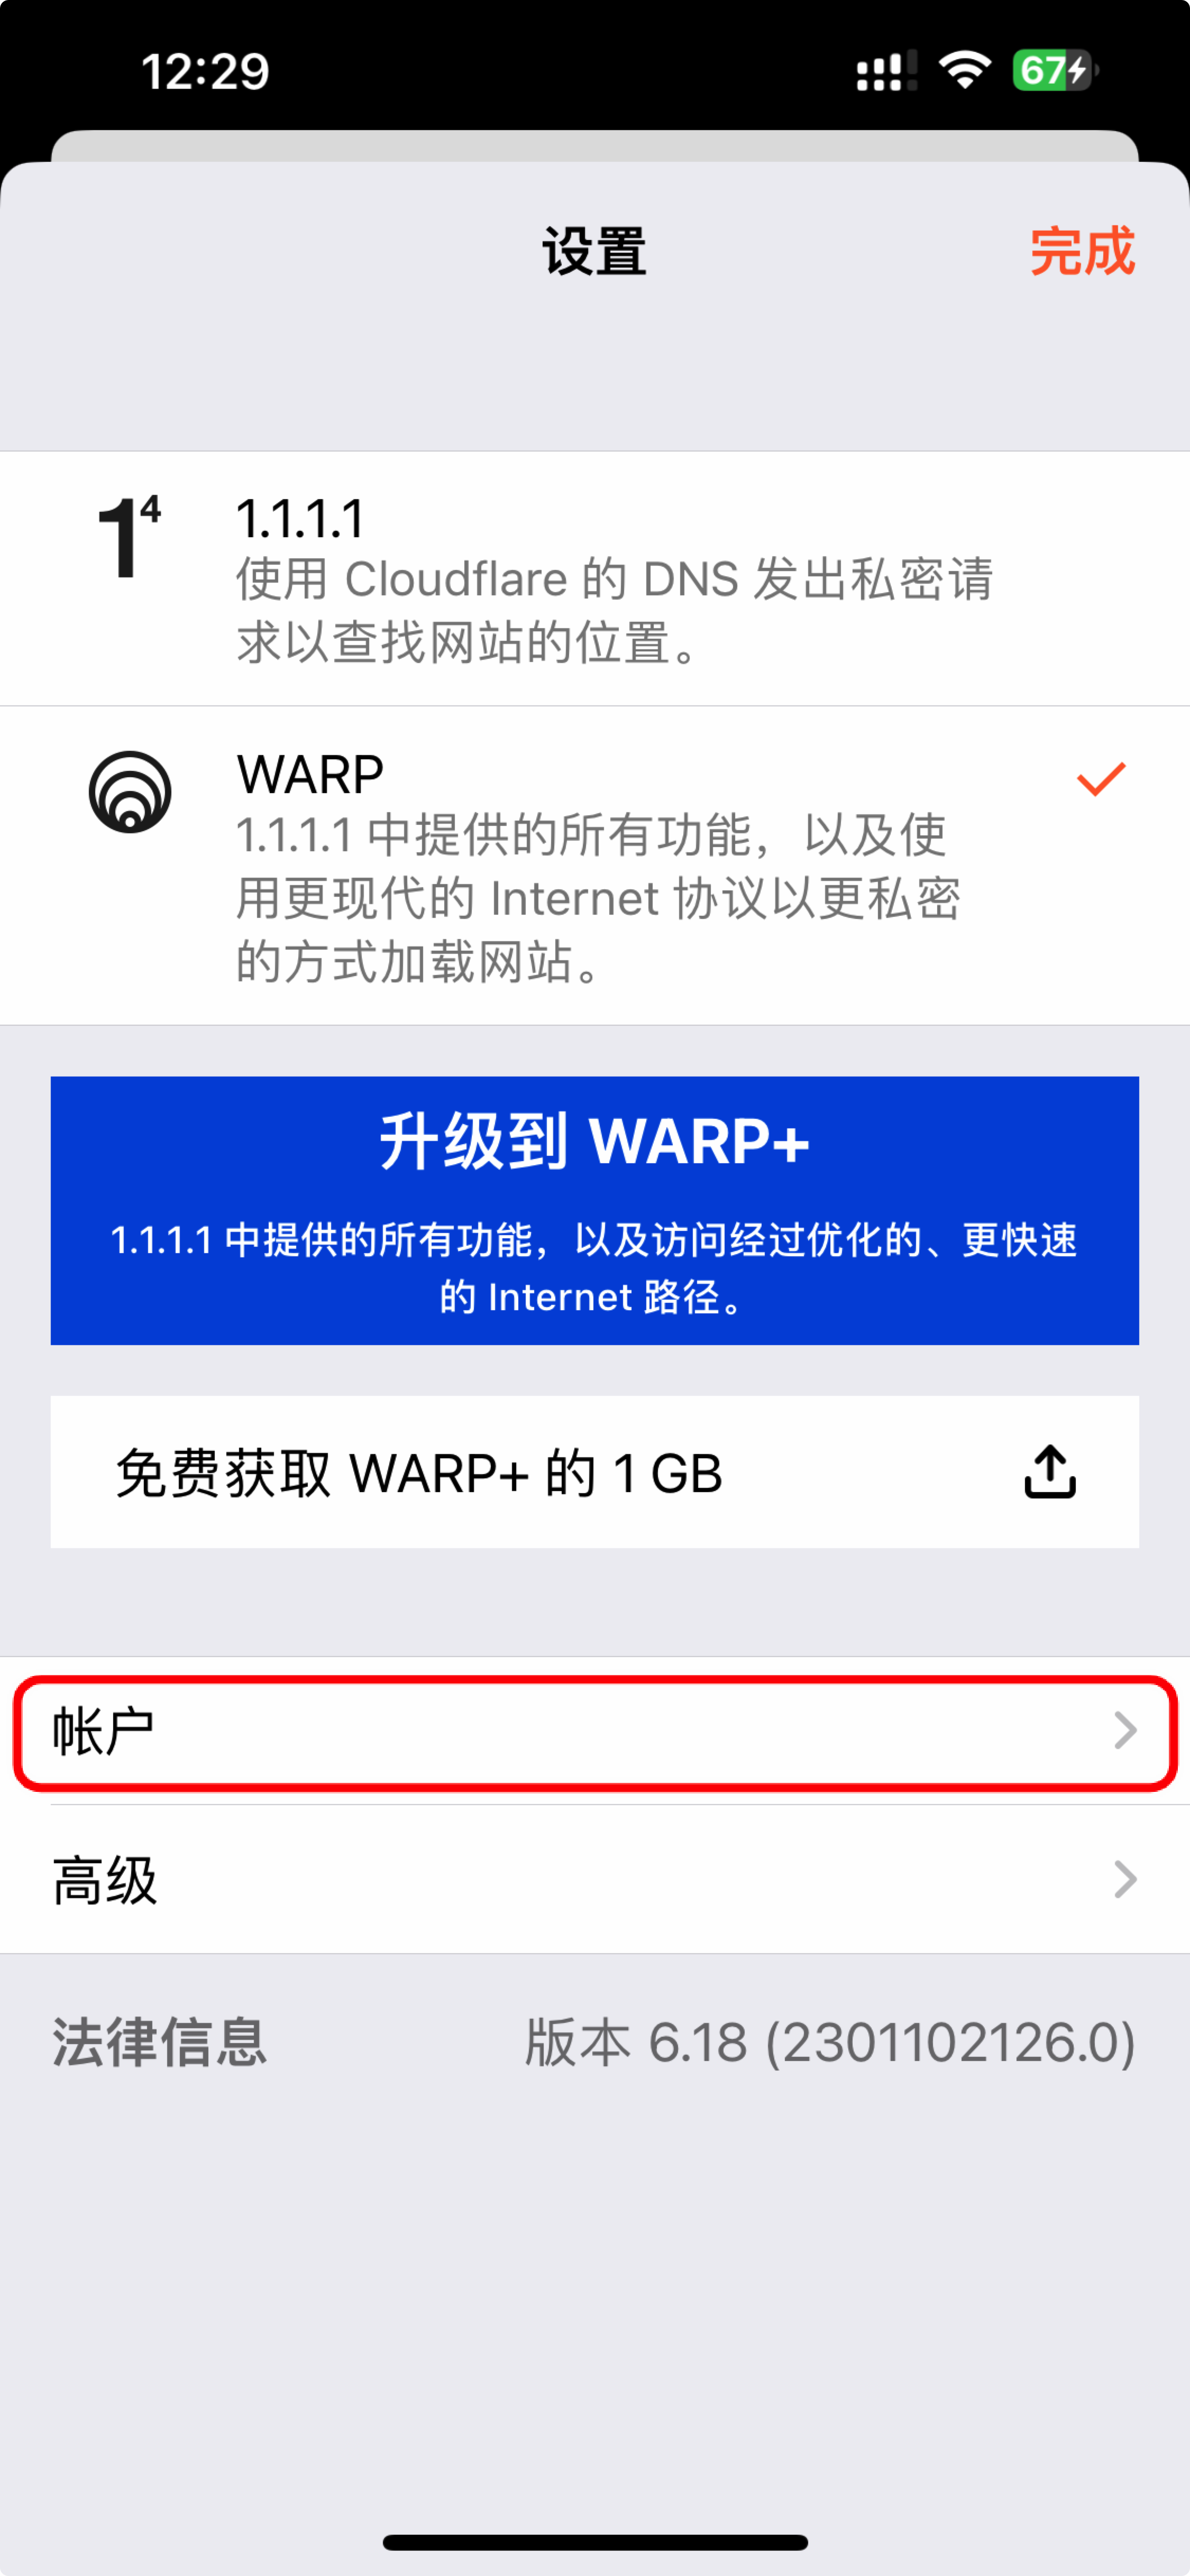 12:29
67
设置
完成
1⁴
1.1.1.1
使用 Cloudflare 的 DNS 发出私密请
求以查找网站的位置。
WARP
1.1.1.1 中提供的所有功能，以及使
用更现代的 Internet 协议以更私密
的方式加载网站。
升级到 WARP+
1.1.1.1 中提供的所有功能，以及访问经过优化的、更快速
的 Internet 路径。
免费获取 WARP+ 的 1 GB
帐户
高级
法律信息
版本 6.18 (2301102126.0)